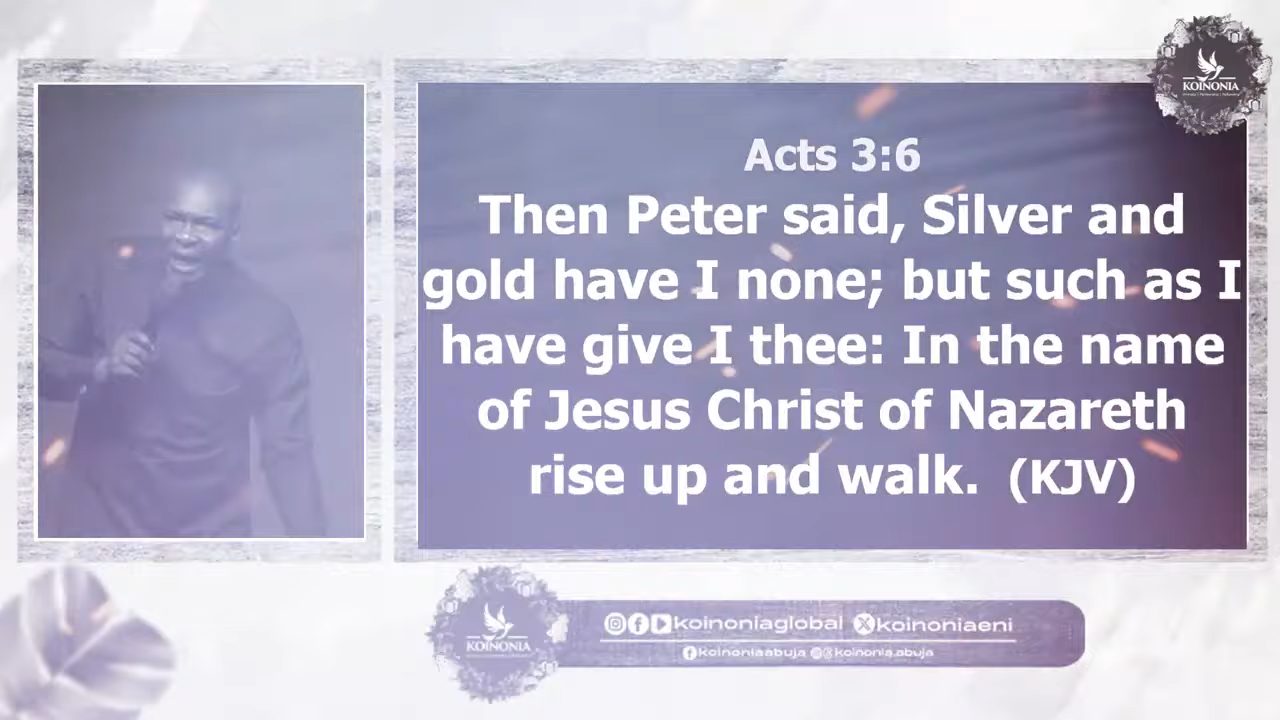 KOINONIA
Acts 3:6
Then Peter said, Silver and
gold have I none; but such as I
have give I thee: In the name
of Jesus Christ of Nazareth
rise up and walk. (KJV)
KOINONIA
koinoniaglobal koinoniaeni
koinoniaabuja koinonia.abuja